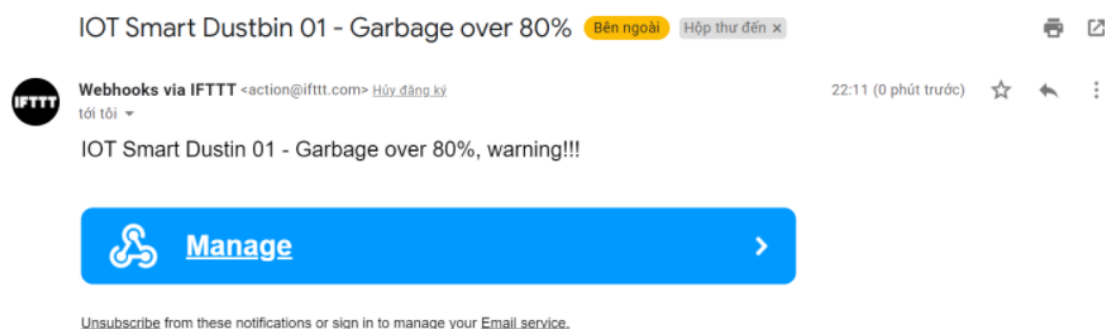 IOT Smart Dustbin 01 - Garbage over 80% Bên ngoài Hộp thư đến ×
IFTTT
Webhooks via IFTTT <action@ifttt.com> Hủy đăng ký 22:11 (0 phút trước)
tới tôi
IOT Smart Dustin 01 - Garbage over 80%, warning!!!
Manage
Unsubscribe from these notifications or sign in to manage your Email service.